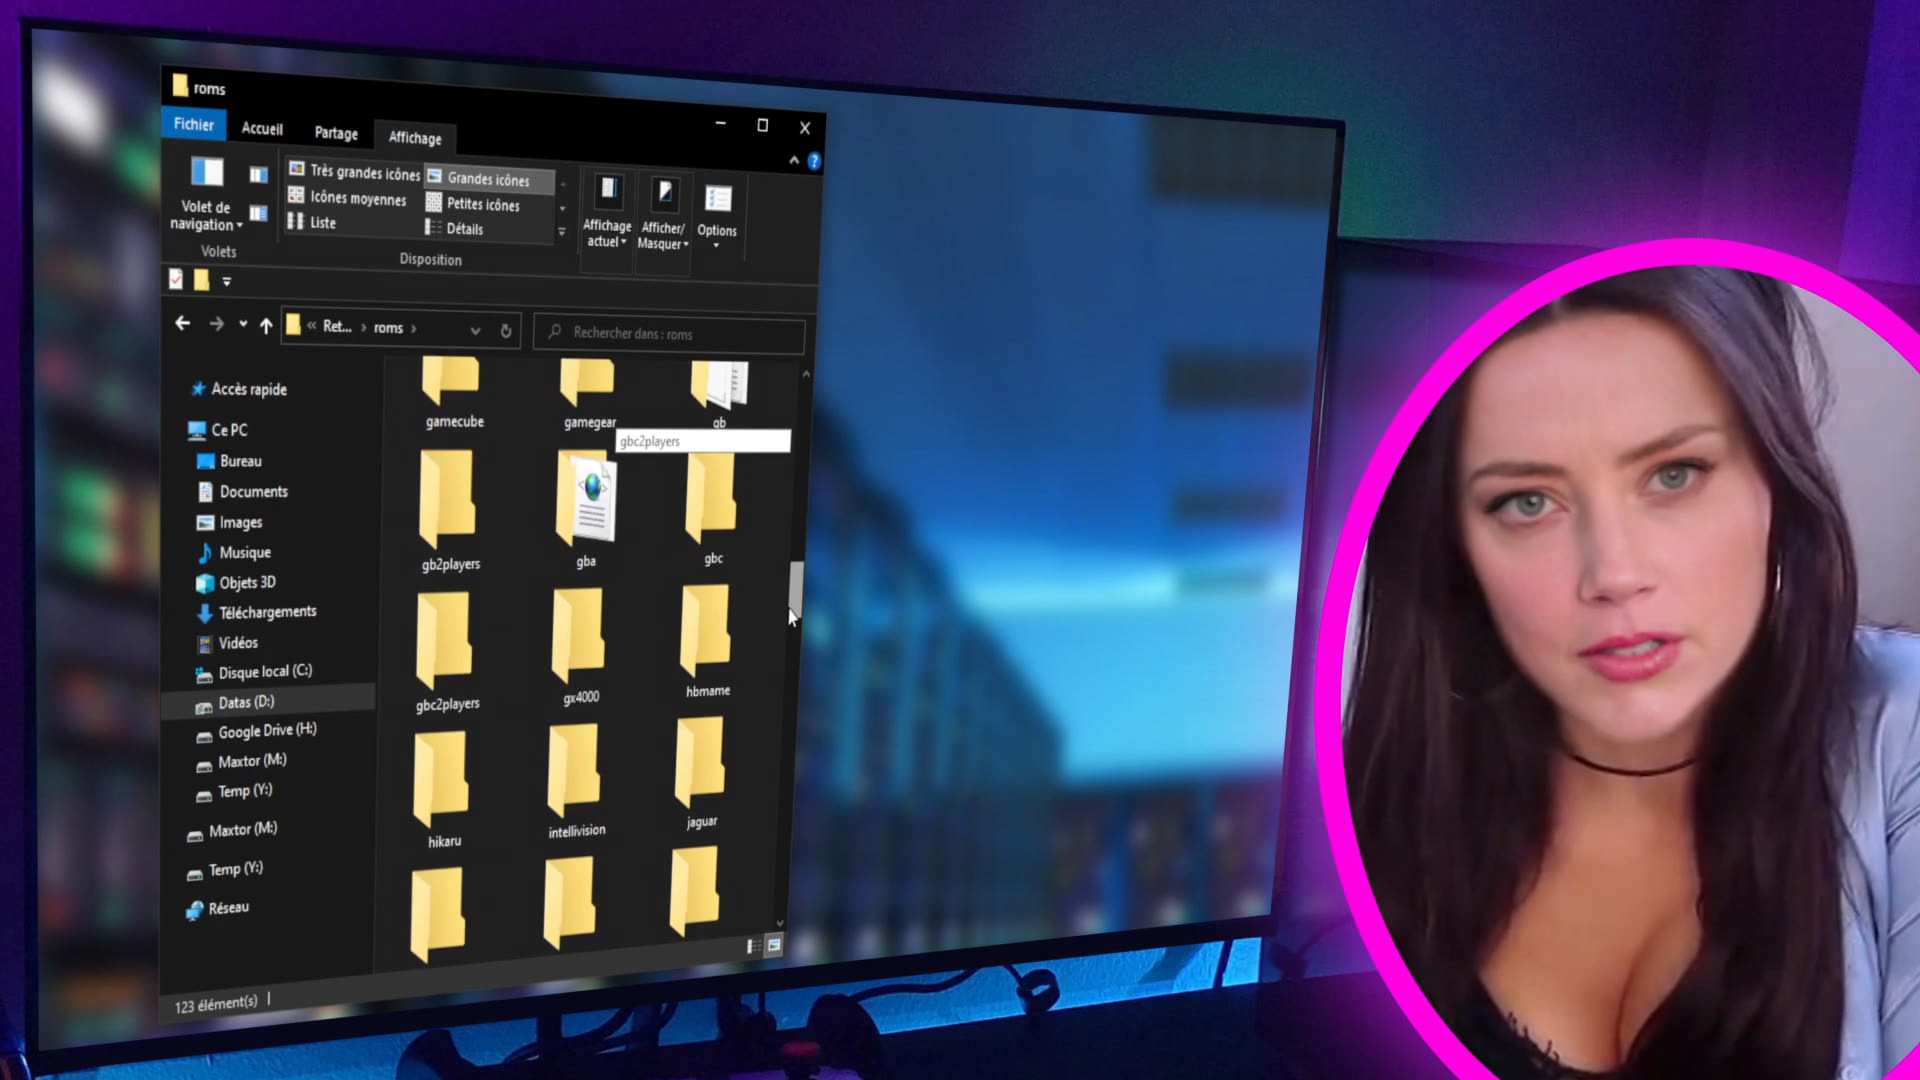 roms
Fichier
Accueil
Partage
Affichage
Très grandes icônes
Grandes icônes
Icônes moyennes
Petites icônes
Liste
Détails
Volet de
navigation
Volets
Disposition
Affichage
actuel
Afficher/
Masquer
Options
« Ret... › roms ›
Rechercher dans : roms
Accès rapide
Ce PC
Bureau
Documents
Images
Musique
Objets 3D
Téléchargements
Vidéos
Disque local (C:)
Datas (D:)
Google Drive (H:)
Maxtor (M:)
Temp (Y:)
Maxtor (M:)
Temp (Y:)
Réseau
gamecube
gamegear
gb
gbc2players
gb2players
gba
gbc
gbc2players
gx4000
hbmame
hikaru
intellivision
jaguar
123 élément(s)